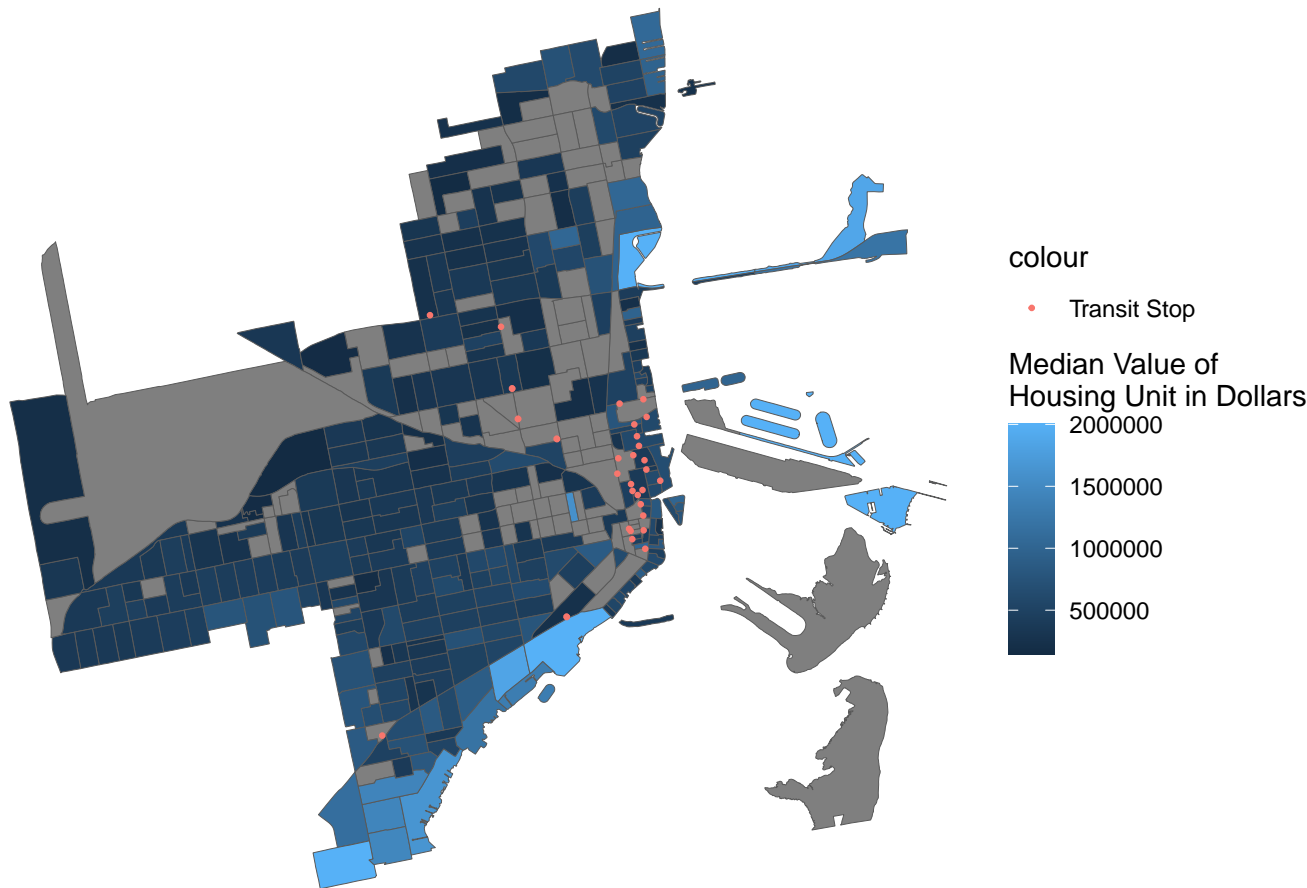 colour
Transit Stop
Median Value of
Housing Unit in Dollars
2000000
1500000
1000000
500000